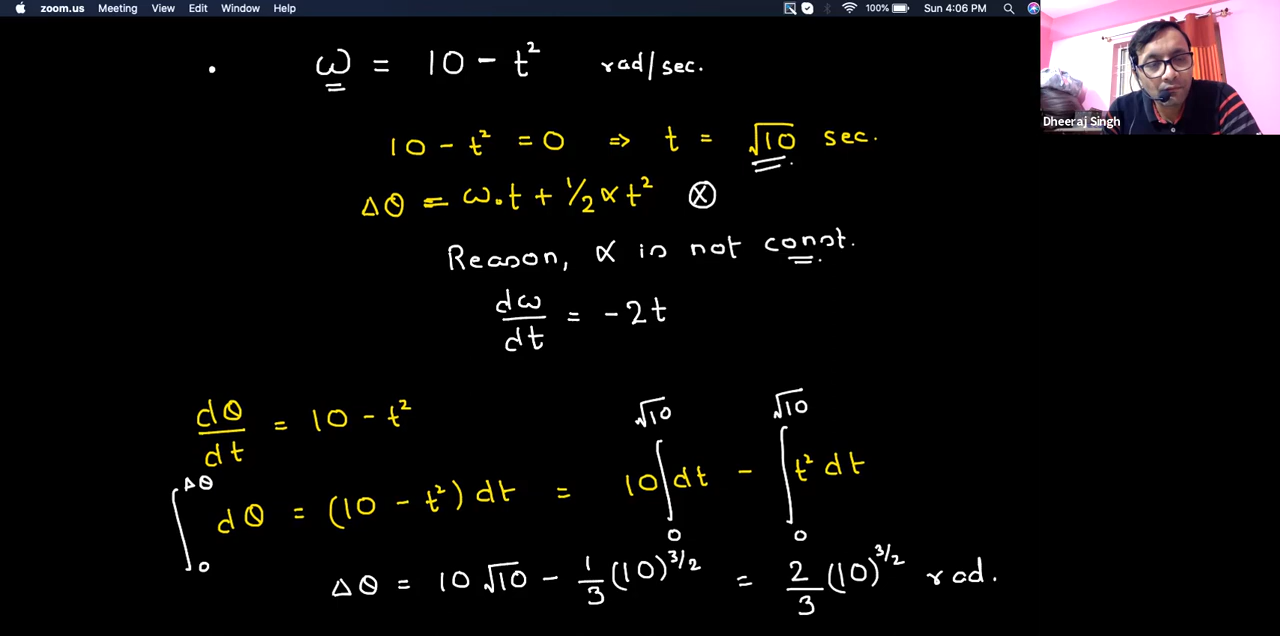 zoom.us Meeting View Edit Window Help 100% Sun 4:06 PM
Dheeraj Singh
ω = 10 - t² rad/sec.
10 - t² = 0 ⇒ t = √10 sec.
Δθ = ω₀t + 1/2 αt² ⓧ
Reason, α is not const.
dω/dt = -2t
dθ/dt = 10 - t²
∫₀^Δθ dθ = (10 - t²) dt = 10 ∫₀^√10 dt - ∫₀^√10 t² dt
Δθ = 10 √10 - 1/3 (10)^3/2 = 2/3 (10)^3/2 rad.